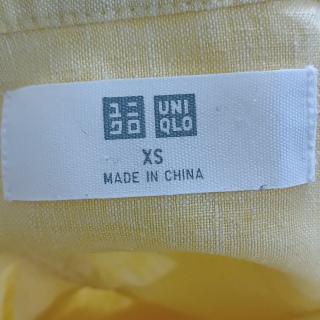 ユニ UNI
クロ QLO
XS
MADE IN CHINA